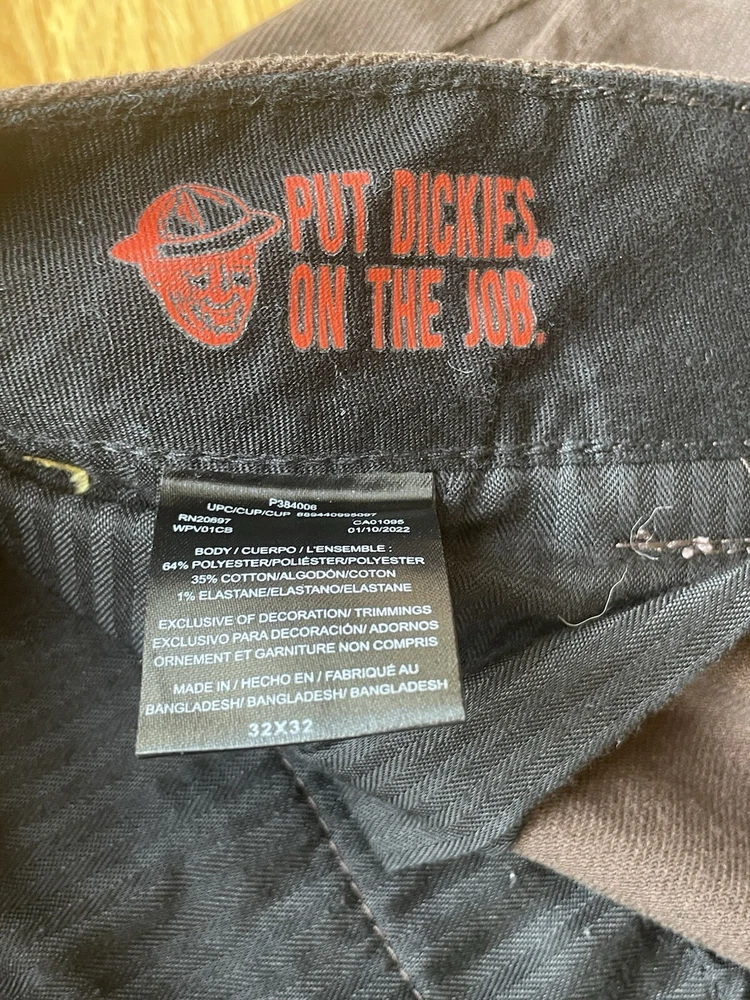 PUT DICKIES®
ON THE JOB.
P384006
UPC/CUP/CUP 889440995097
RN20697 CA01095
WPV01CB 01/10/2022
BODY / CUERPO / L'ENSEMBLE :
64% POLYESTER/POLIÉSTER/POLYESTER
35% COTTON/ALGODÓN/COTON
1% ELASTANE/ELASTANO/ELASTANE
EXCLUSIVE OF DECORATION/ TRIMMINGS
EXCLUSIVO PARA DECORACIÓN/ ADORNOS
ORNEMENT ET GARNITURE NON COMPRIS
MADE IN / HECHO EN / FABRIQUÉ AU
BANGLADESH/ BANGLADESH/ BANGLADESH
32X32